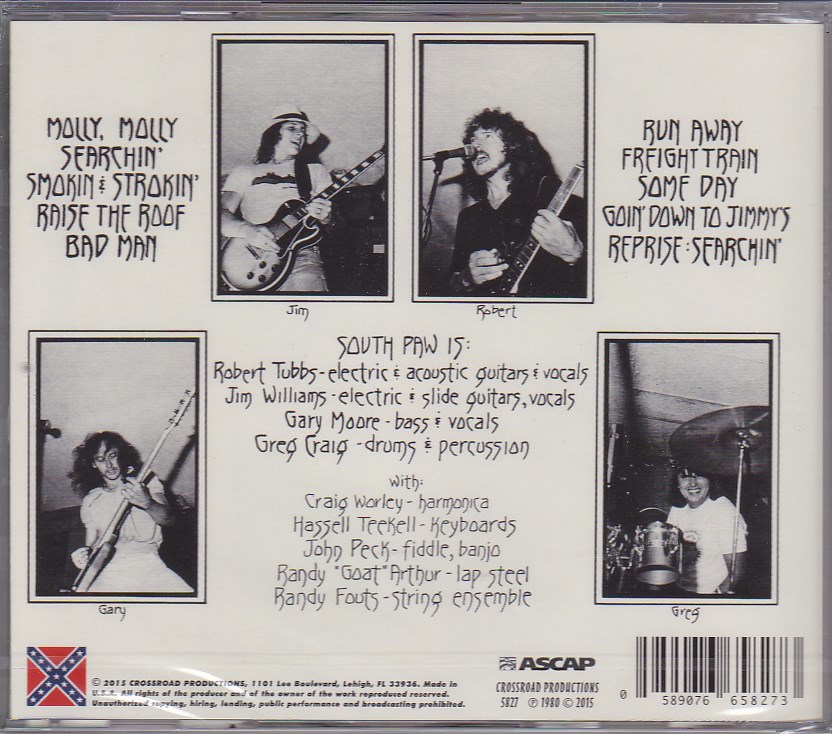 MOLLY, MOLLY
SEARCHIN'
SMOKIN & STROKIN'
RAISE THE ROOF
BAD MAN
RUN AWAY
FREIGHT TRAIN
SOME DAY
GOIN' DOWN TO JIMMY'S
REPRISE: SEARCHIN'
Jim
Robert
SOUTH PAW IS:
Robert Tubbs - electric & acoustic guitars & vocals
Jim Williams - electric & slide guitars, vocals
Gary Moore - bass & vocals
Greg Craig - drums & percussion
with:
Craig Worley - harmonica
Hassell Teekell - keyboards
John Peck - fiddle, banjo
Randy "Goat" Arthur - lap steel
Randy Fouts - string ensemble
Gary
Greg
© 2015 CROSSROAD PRODUCTIONS, 1101 Lee Boulevard, Lehigh, FL 33936. Made in
U.S.A. All rights of the producer and of the owner of the work reproduced reserved.
Unauthorized copying, hiring, lending, public performance and broadcasting prohibited.
ASCAP
CROSSROAD PRODUCTIONS
5827 ℗ 1980 © 2015
0 589076 658273